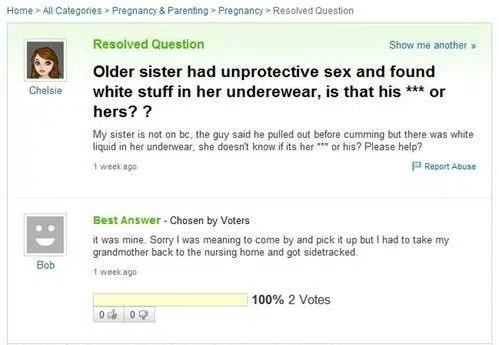 Home > All Categories > Pregnancy & Parenting > Pregnancy > Resolved Question
Resolved Question
Show me another »
Chelsie
Older sister had unprotective sex and found
white stuff in her underewear, is that his *** or
hers? ?
My sister is not on bc, the guy said he pulled out before cumming but there was white
liquid in her underwear, she doesn't know if its her *** or his? Please help?
1 week ago
Report Abuse
Bob
Best Answer - Chosen by Voters
it was mine. Sorry I was meaning to come by and pick it up but I had to take my
grandmother back to the nursing home and got sidetracked.
1 week ago
100% 2 Votes
0 0